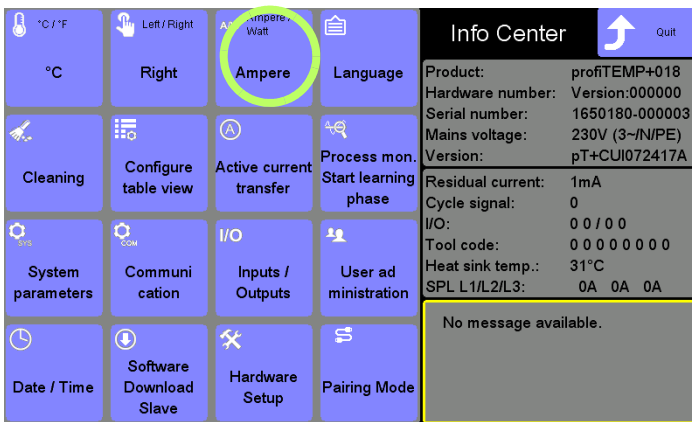 °C / °F
Left / Right
Ampere /
Watt
°C
Right
Ampere
Language
Cleaning
Configure
table view
A
Active current
transfer
Process mon.
Start learning
phase
SYS
System
parameters
COM
Communi
cation
I/O
Inputs /
Outputs
User ad
ministration
Date / Time
Software
Download
Slave
Hardware
Setup
Pairing Mode
Info Center
Quit
Product: profiTEMP+018
Hardware number: Version:000000
Serial number: 1650180-000003
Mains voltage: 230V (3~/N/PE)
Version: pT+CUI072417A
Residual current: 1mA
Cycle signal: 0
I/O: 0 0 / 0 0
Tool code: 0 0 0 0 0 0 0 0
Heat sink temp.: 31°C
SPL L1/L2/L3: 0A 0A 0A
No message available.